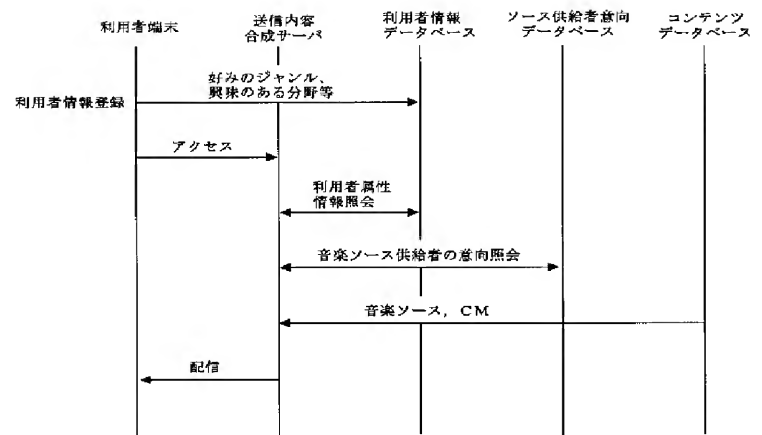 利用者端末
送信内容
合成サーバ
利用者情報
データベース
ソース供給者意向
データベース
コンテンツ
データベース
利用者情報登録
好みのジャンル、
興味のある分野等
アクセス
利用者属性
情報照会
音楽ソース供給者の意向照会
音楽ソース，CM
配信